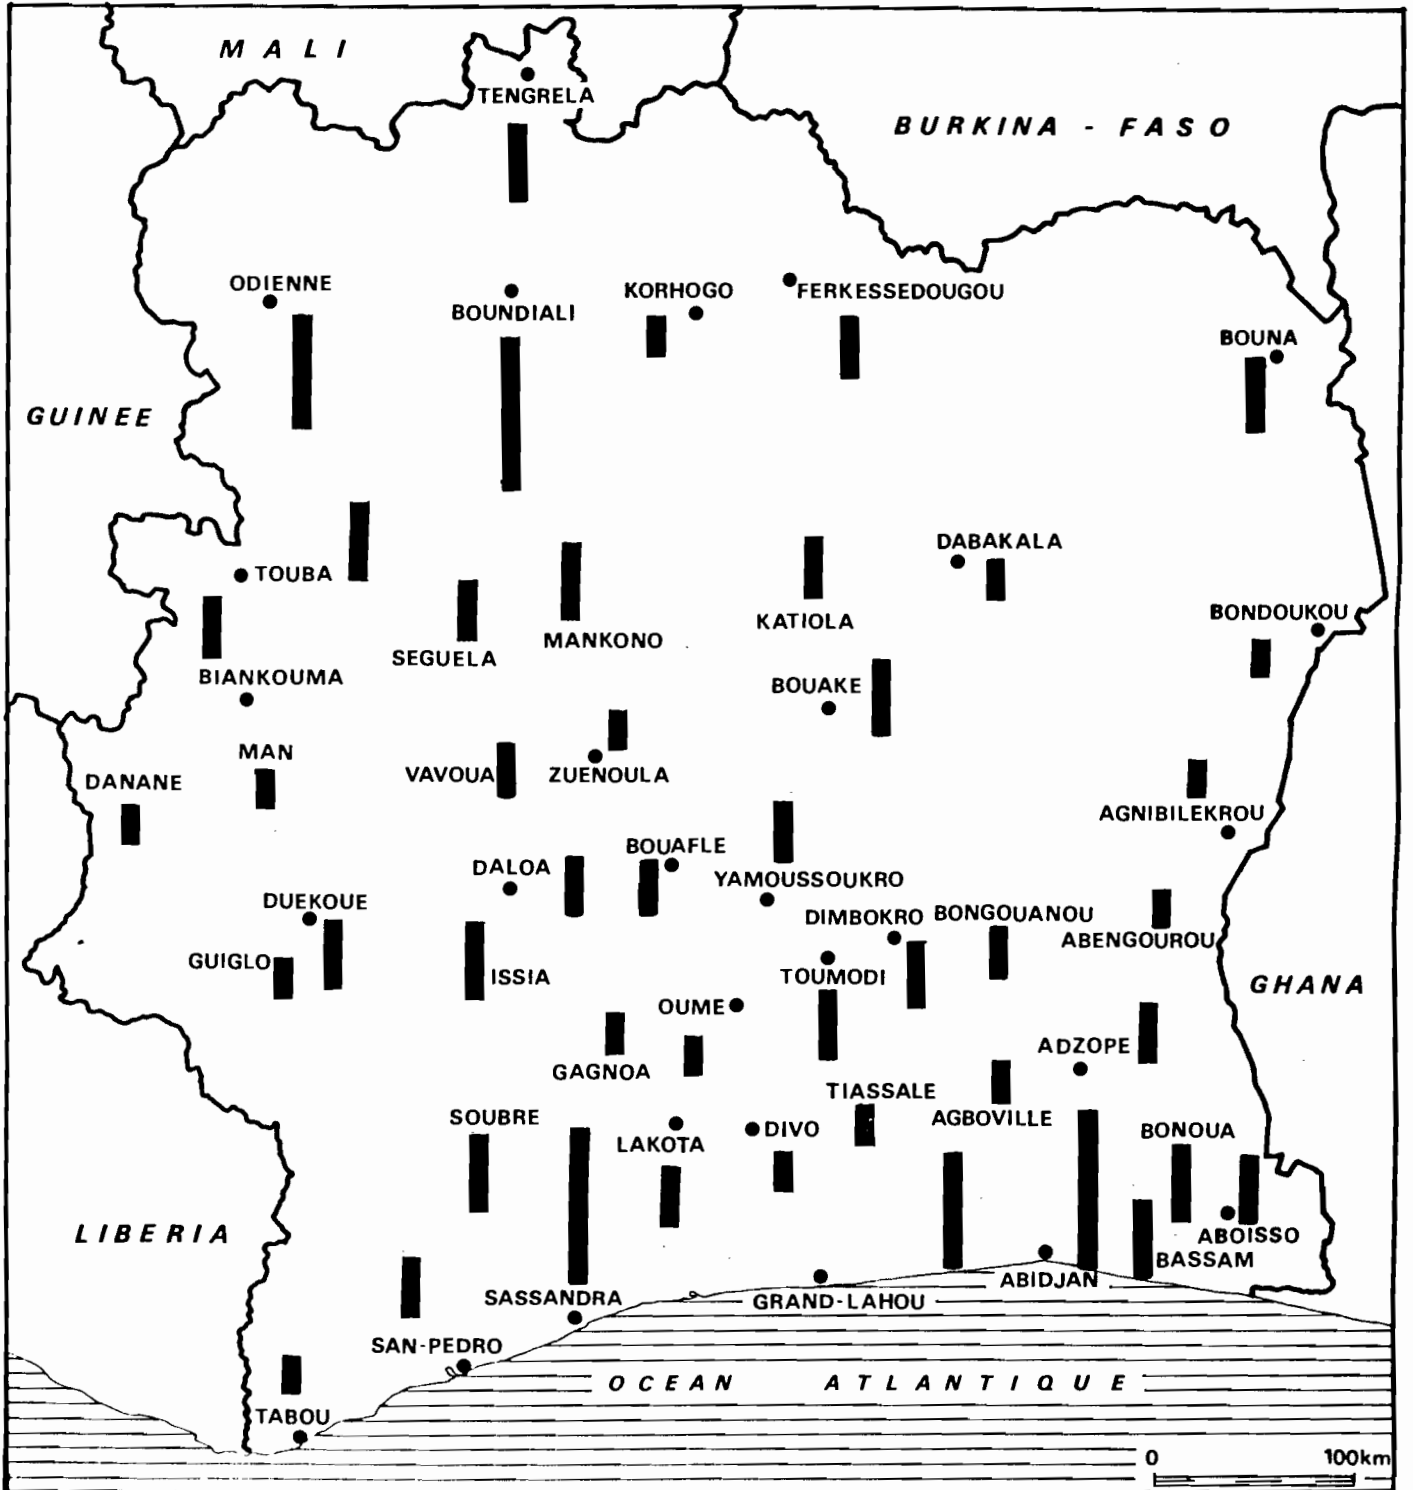 MALI
TENGRELA
BURKINA - FASO
ODIENNE
BOUNDIALI
KORHOGO
FERKESSEDOUGOU
BOUNA
GUINEE
DABAKALA
TOUBA
BONDOUKOU
KATIOLA
MANKONO
SEGUELA
BIANKOUMA
BOUAKE
MAN
DANANE
VAVOUA
ZUENOULA
AGNIBILEKROU
BOUAFLE
DALOA
YAMOUSSOUKRO
DUEKOUE
DIMBOKRO
BONGOUANOU
ABENGOUROU
GUIGLO
ISSIA
TOUMODI
GHANA
OUME
ADZOPE
GAGNOA
TIASSALE
SOUBRE
AGBOVILLE
LAKOTA
DIVO
BONOUA
LIBERIA
ABOISSO
BASSAM
ABIDJAN
SASSANDRA
GRAND-LAHOU
SAN-PEDRO
OCEAN ATLANTIQUE
TABOU
0 100km